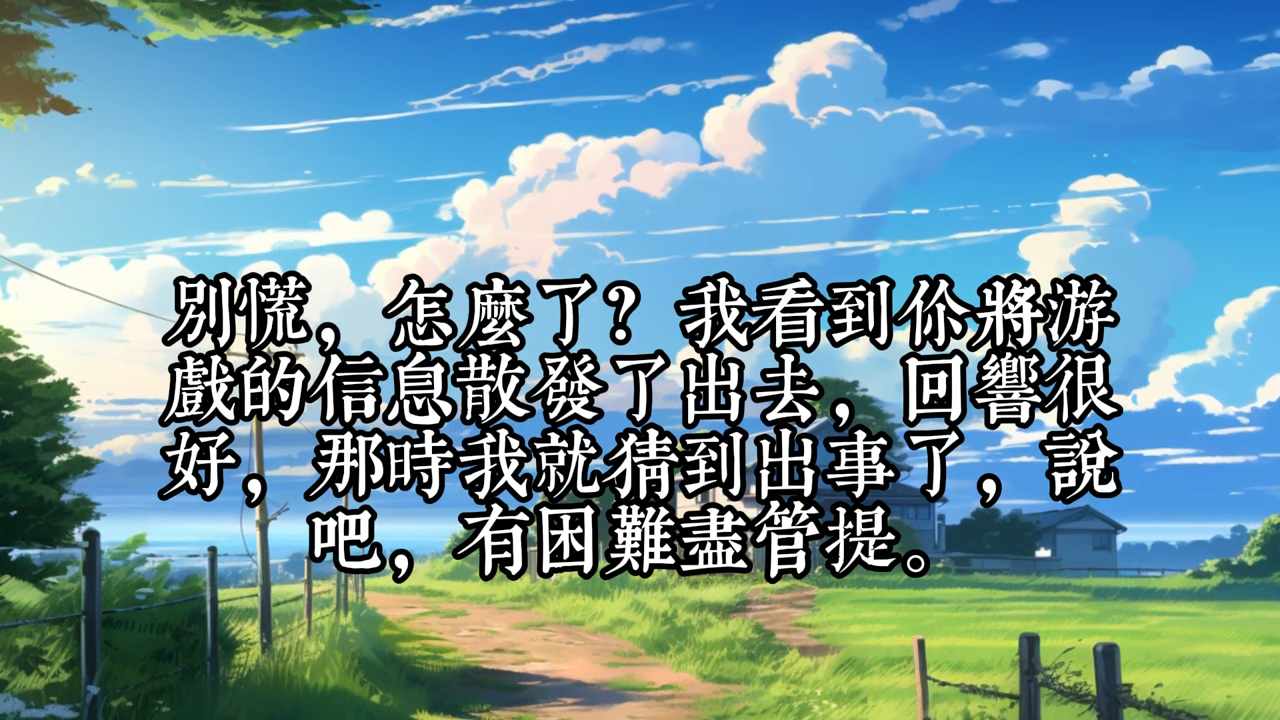 別慌，怎麼了？我看到你將游
戲的信息散發了出去，回響很
好，那時我就猜到出事了，說
吧，有困難盡管提。